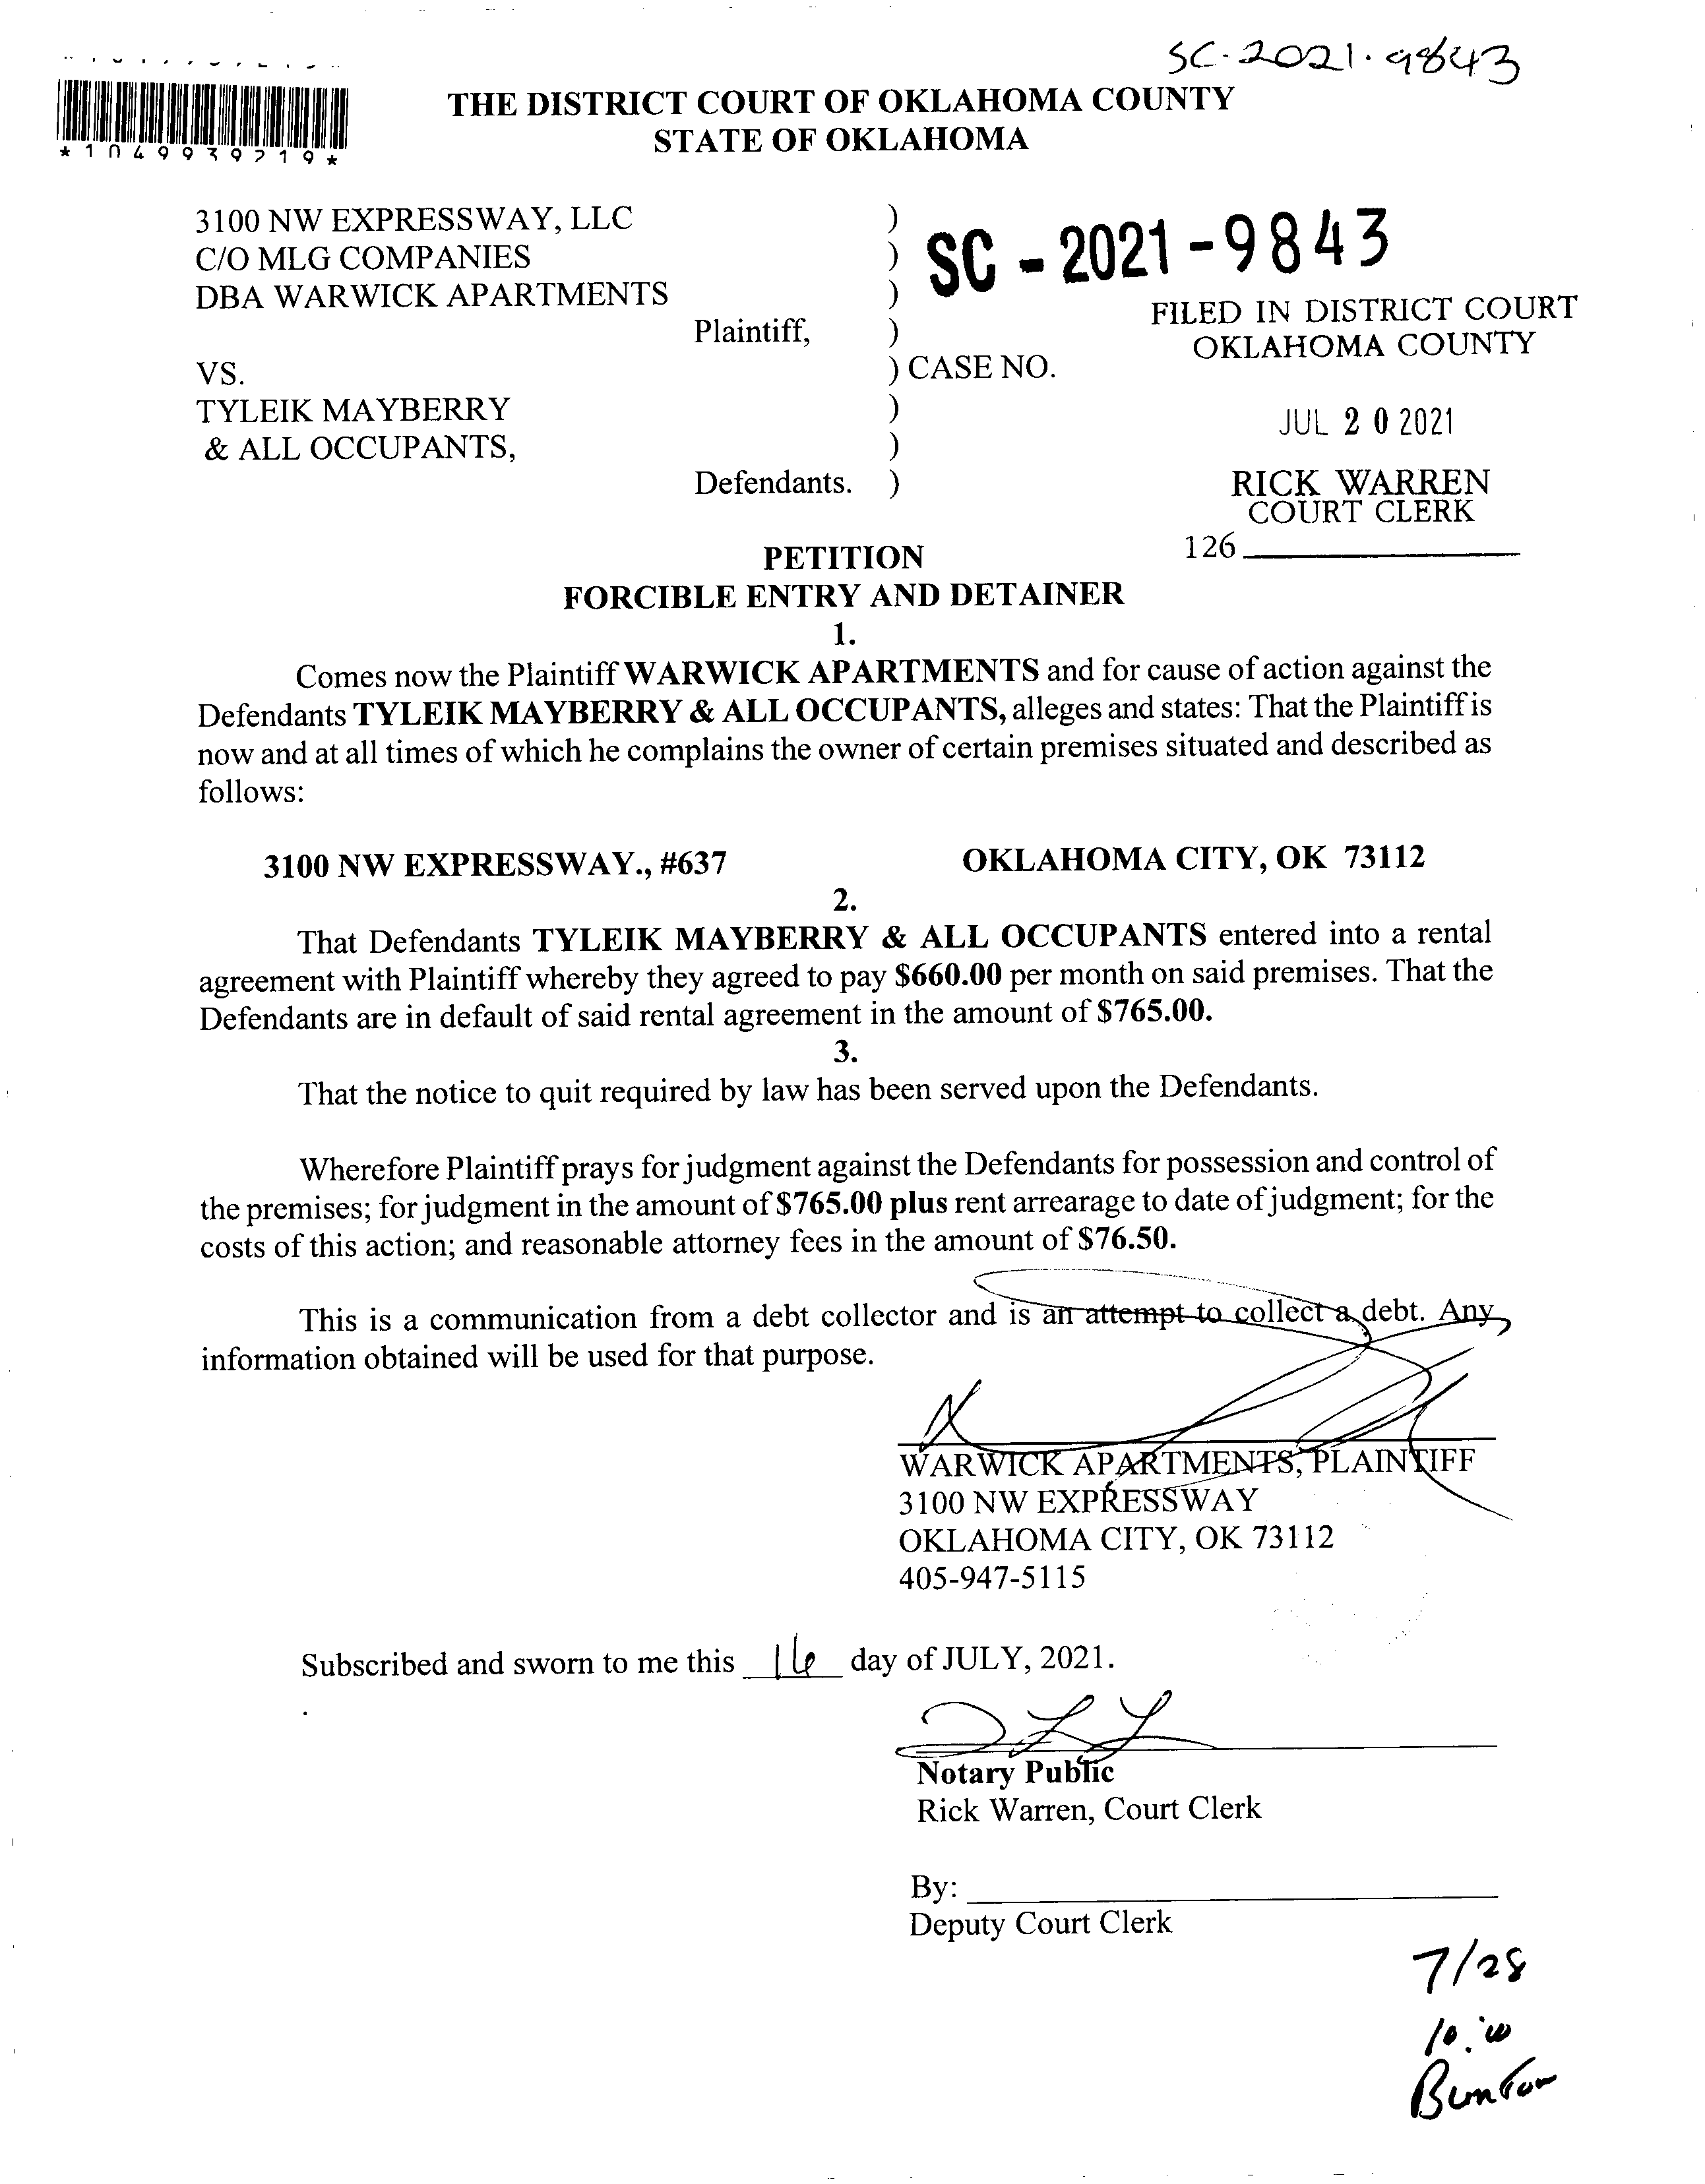 SC-2021-9843
*1049939219*
THE DISTRICT COURT OF OKLAHOMA COUNTY
STATE OF OKLAHOMA
3100 NW EXPRESSWAY, LLC )
C/O MLG COMPANIES )
DBA WARWICK APARTMENTS )
SC - 2021 - 9843
Plaintiff, )
FILED IN DISTRICT COURT
OKLAHOMA COUNTY
VS. ) CASE NO.
TYLEIK MAYBERRY )
& ALL OCCUPANTS, )
Defendants. )
JUL 20 2021
RICK WARREN
COURT CLERK
126
PETITION
FORCIBLE ENTRY AND DETAINER
1.
Comes now the Plaintiff WARWICK APARTMENTS and for cause of action against the
Defendants TYLEIK MAYBERRY & ALL OCCUPANTS, alleges and states: That the Plaintiff is
now and at all times of which he complains the owner of certain premises situated and described as
follows:
3100 NW EXPRESSWAY., #637 OKLAHOMA CITY, OK 73112
2.
That Defendants TYLEIK MAYBERRY & ALL OCCUPANTS entered into a rental
agreement with Plaintiff whereby they agreed to pay $660.00 per month on said premises. That the
Defendants are in default of said rental agreement in the amount of $765.00.
3.
That the notice to quit required by law has been served upon the Defendants.
Wherefore Plaintiff prays for judgment against the Defendants for possession and control of
the premises; for judgment in the amount of $765.00 plus rent arrearage to date of judgment; for the
costs of this action; and reasonable attorney fees in the amount of $76.50.
This is a communication from a debt collector and is an attempt to collect a debt. Any
information obtained will be used for that purpose.
WARWICK APARTMENTS, PLAINTIFF
3100 NW EXPRESSWAY
OKLAHOMA CITY, OK 73112
405-947-5115
Subscribed and sworn to me this 16 day of JULY, 2021.
Notary Public
Rick Warren, Court Clerk
By:
Deputy Court Clerk
7/28
10:00